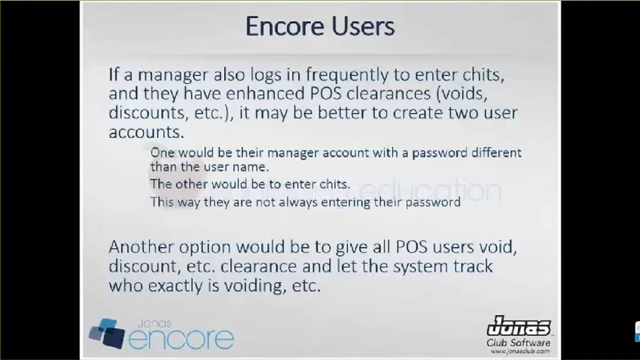 Encore Users
If a manager also logs in frequently to enter chits,
and they have enhanced POS clearances (voids,
discounts, etc.), it may be better to create two user
accounts.
One would be their manager account with a password different
than the user name.
The other would be to enter chits.
education
This way they are not always entering their password
Another option would be to give all POS users void,
discount, etc. clearance and let the system track
who exactly is voiding, etc.
Jonas
encore
Jonas
Club Software
www.jonasclub.com